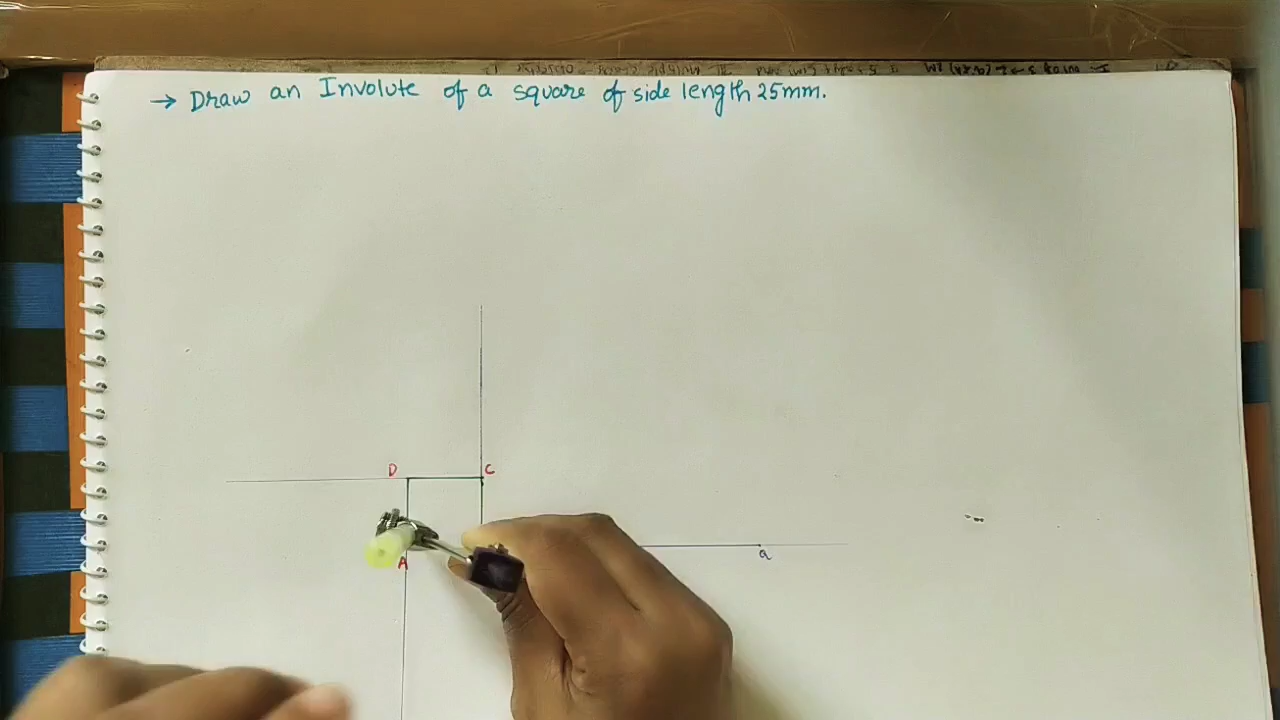 → Draw an Involute of a square of side length 25mm.
D C
A a